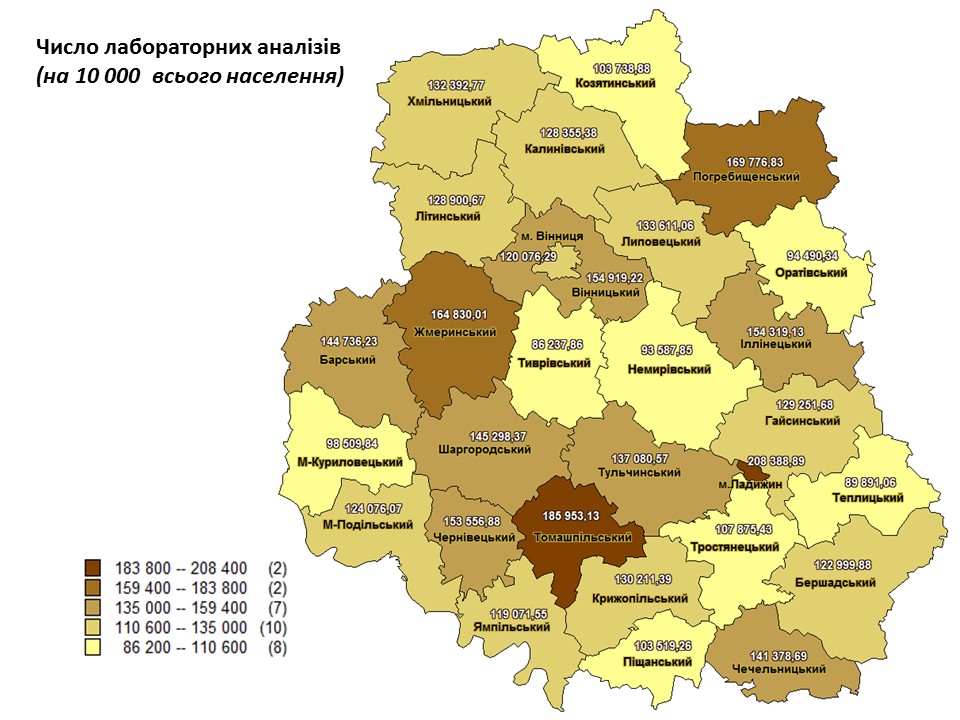 Число лабораторних аналізів
(на 10 000 всього населення)
103 738,88
Козятинський
132 392,77
Хмільницький
128 355,38
Калинівський
169 776,83
Погребищенський
128 900,67
Літинський
133 611,06
Липовецький
м. Вінниця
120 076,29
154 919,22
Вінницький
94 490,34
Оратівський
164 830,01
Жмеринський
144 736,23
Барський
86 237,86
Тиврівський
93 587,85
Немирівський
154 319,13
Іллінецький
129 251,68
Гайсинський
145 298,37
Шаргородський
98 509,84
М-Куриловецький
137 080,57
Тульчинський
208 388,89
м.Ладижин
89 891,06
Теплицький
124 076,07
М-Подільський
153 556,88
Чернівецький
185 953,13
Томашпільський
107 875,43
Тростянецький
122 999,88
Бершадський
130 211,39
Крижопільський
119 071,55
Ямпільський
103 519,26
Піщанський
141 378,69
Чечельницький
183 800 -- 208 400 (2)
159 400 -- 183 800 (2)
135 000 -- 159 400 (7)
110 600 -- 135 000 (10)
86 200 -- 110 600 (8)